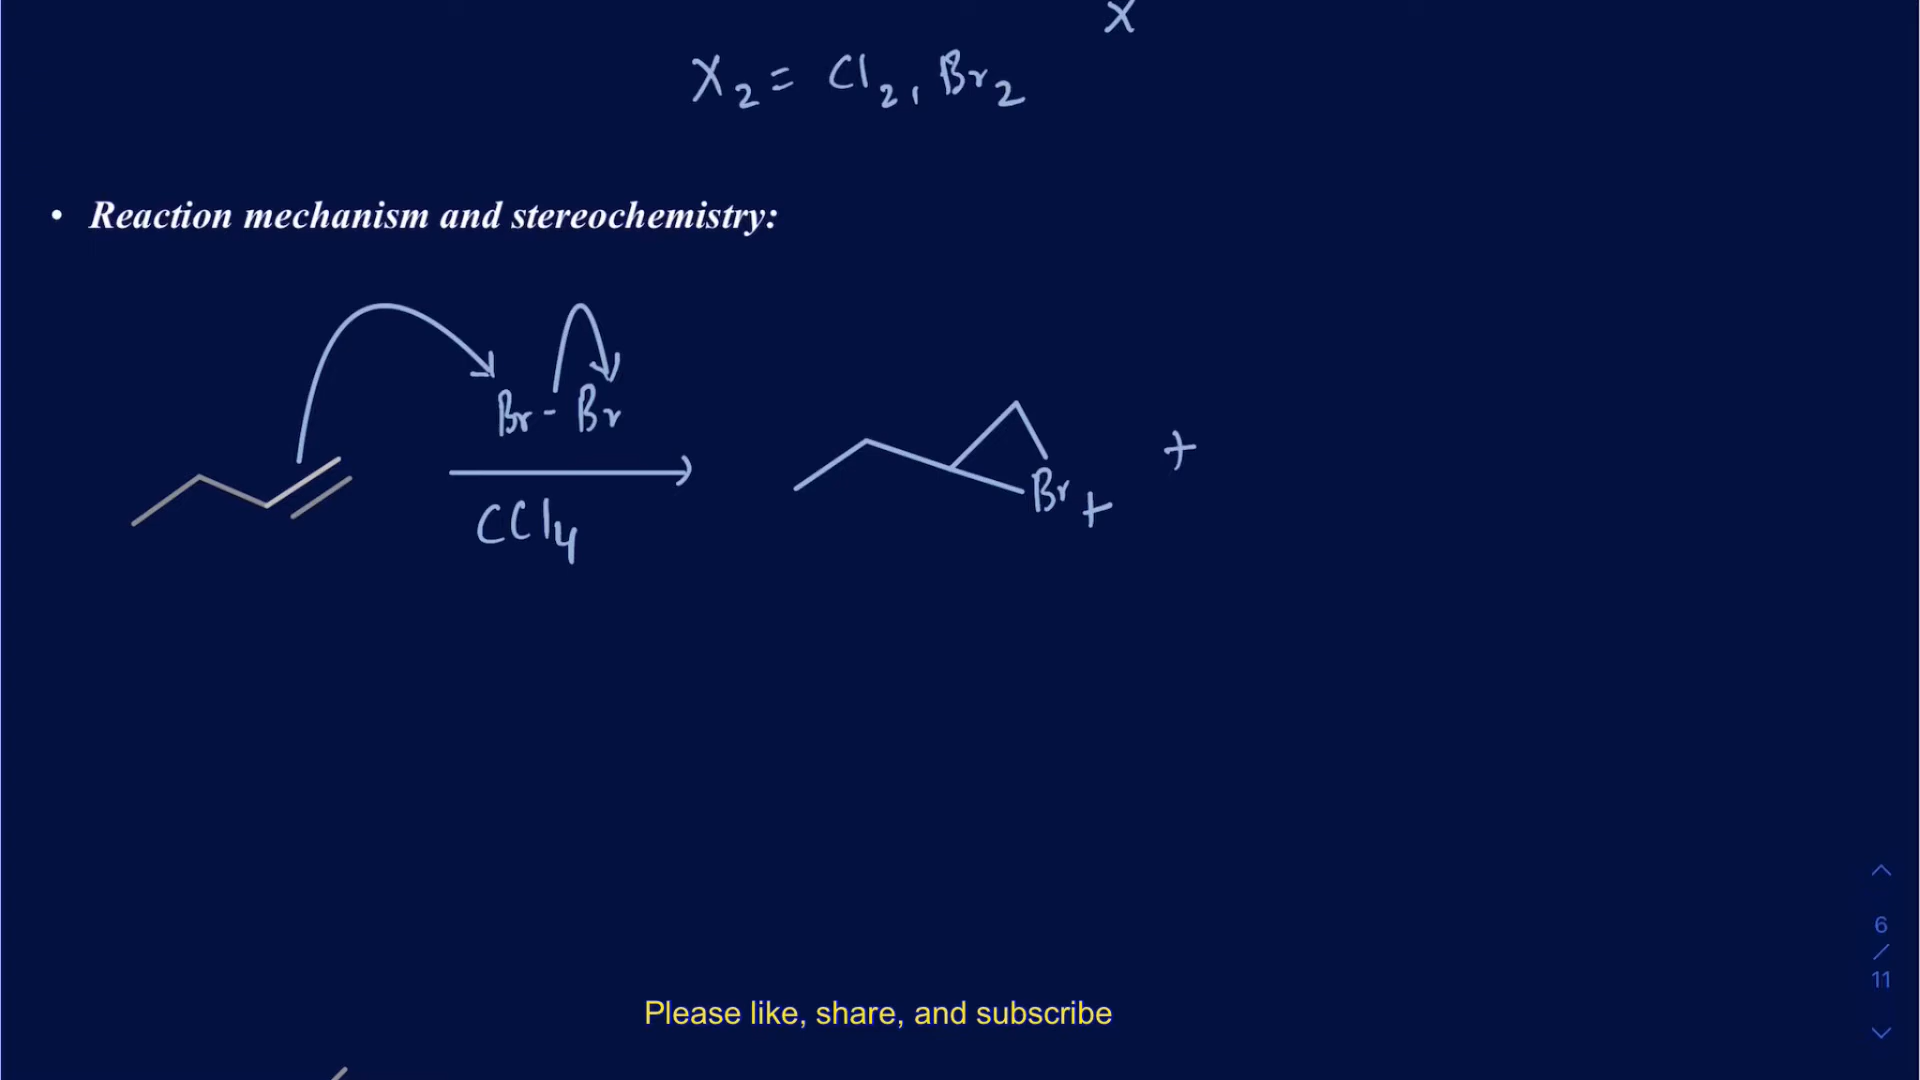 X
X₂ = Cl₂, Br₂
• Reaction mechanism and stereochemistry:
Br - Br
CCl₄
Br +
+
6
/
11
Please like, share, and subscribe